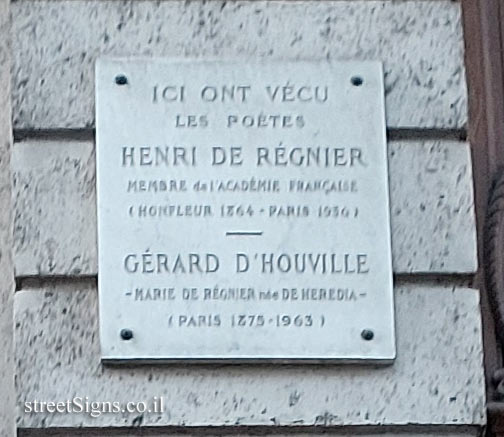 ICI ONT VÉCU
LES POÈTES
HENRI DE RÉGNIER
MEMBRE de l'ACADÉMIE FRANÇAISE
(HONFLEUR 1864 - PARIS 1936)
GÉRARD D'HOUVILLE
- MARIE DE RÉGNIER née DE HEREDIA -
(PARIS 1875-1963)
streetSigns.co.il